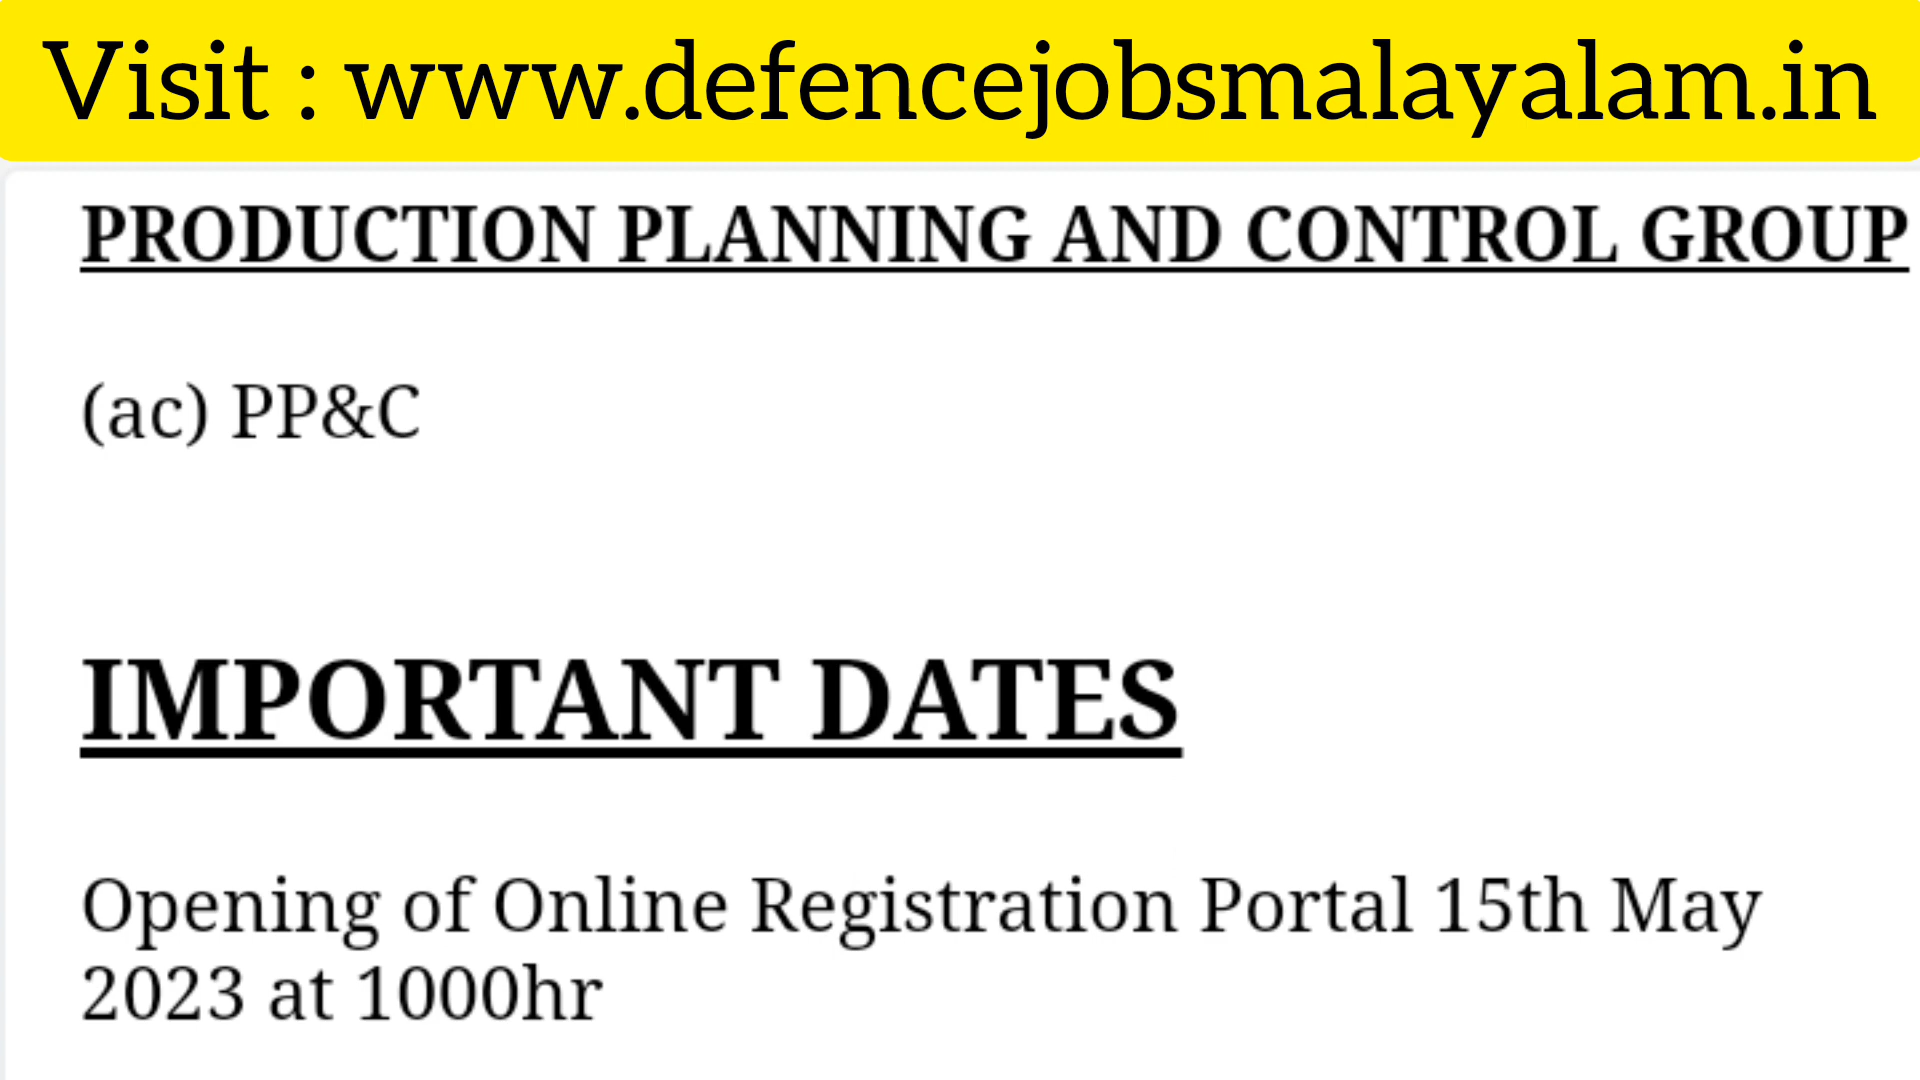 Visit : www.defencejobsmalayalam.in
PRODUCTION PLANNING AND CONTROL GROUP
(ac) PP&C
IMPORTANT DATES
Opening of Online Registration Portal 15th May
2023 at 1000hr